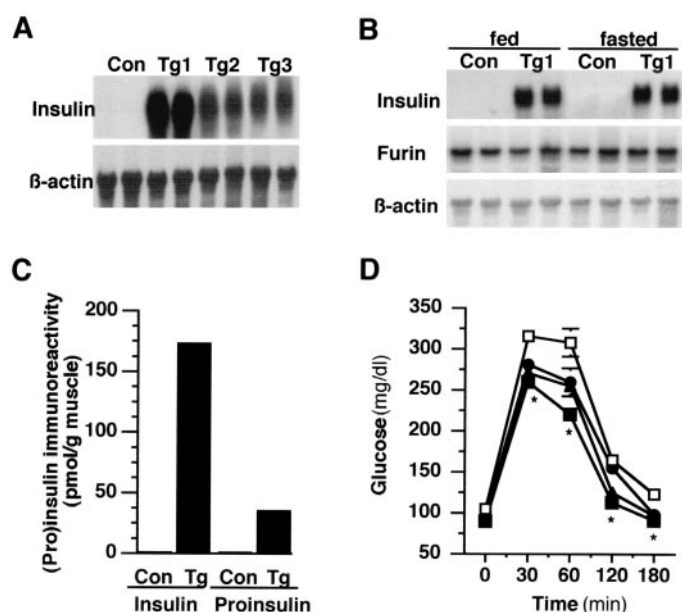 A
Con Tg1 Tg2 Tg3
Insulin
ß-actin
B
fed fasted
Con Tg1 Con Tg1
Insulin
Furin
ß-actin
C
(Pro)insulin immunoreactivity
(pmol/g muscle)
200
150
100
50
0
Con Tg Con Tg
Insulin Proinsulin
D
Glucose (mg/dl)
350
300
250
200
150
100
50
*
*
*
*
0 30 60 120 180
Time (min)